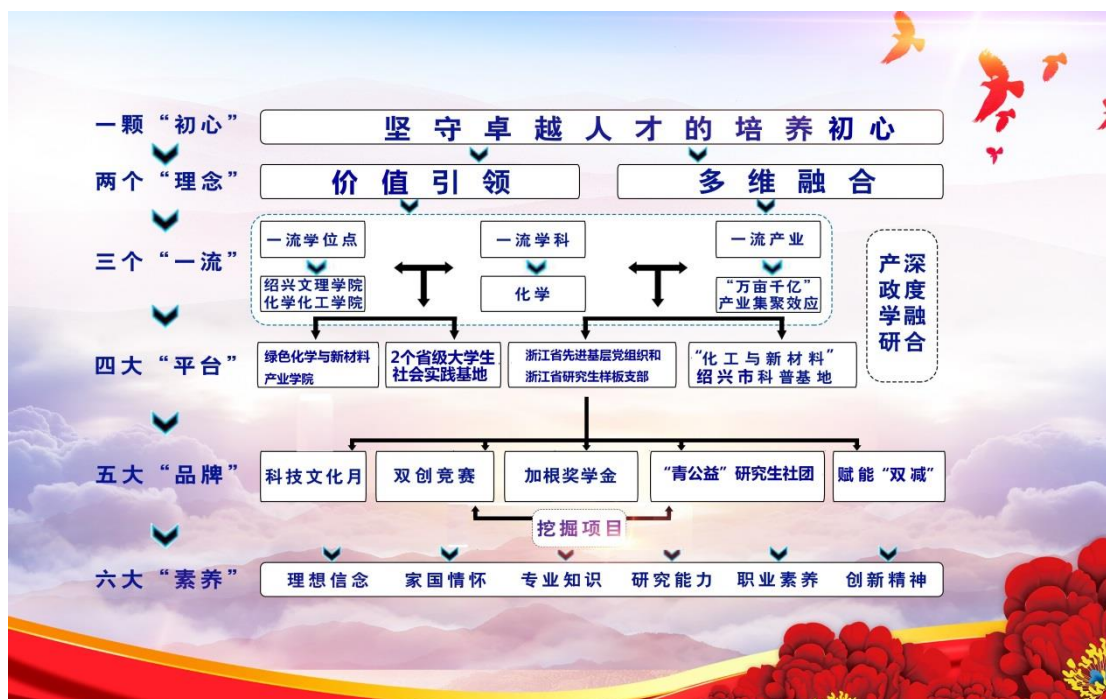 一颗“初心”
坚守卓越人才的培养初心
两个“理念”
价值引领
多维融合
三个“一流”
一流学位点
一流学科
一流产业
绍兴文理学院
化学化工学院
化学
“万亩千亿”
产业集聚效应
产政学研
深度融合
四大“平台”
绿色化学与新材料
产业学院
2个省级大学生
社会实践基地
浙江省先进基层党组织和
浙江省研究生样板支部
“化工与新材料”
绍兴市科普基地
五大“品牌”
科技文化月
双创竞赛
加根奖学金
“青公益”研究生社团
赋能“双减”
挖掘项目
六大“素养”
理想信念
家国情怀
专业知识
研究能力
职业素养
创新精神